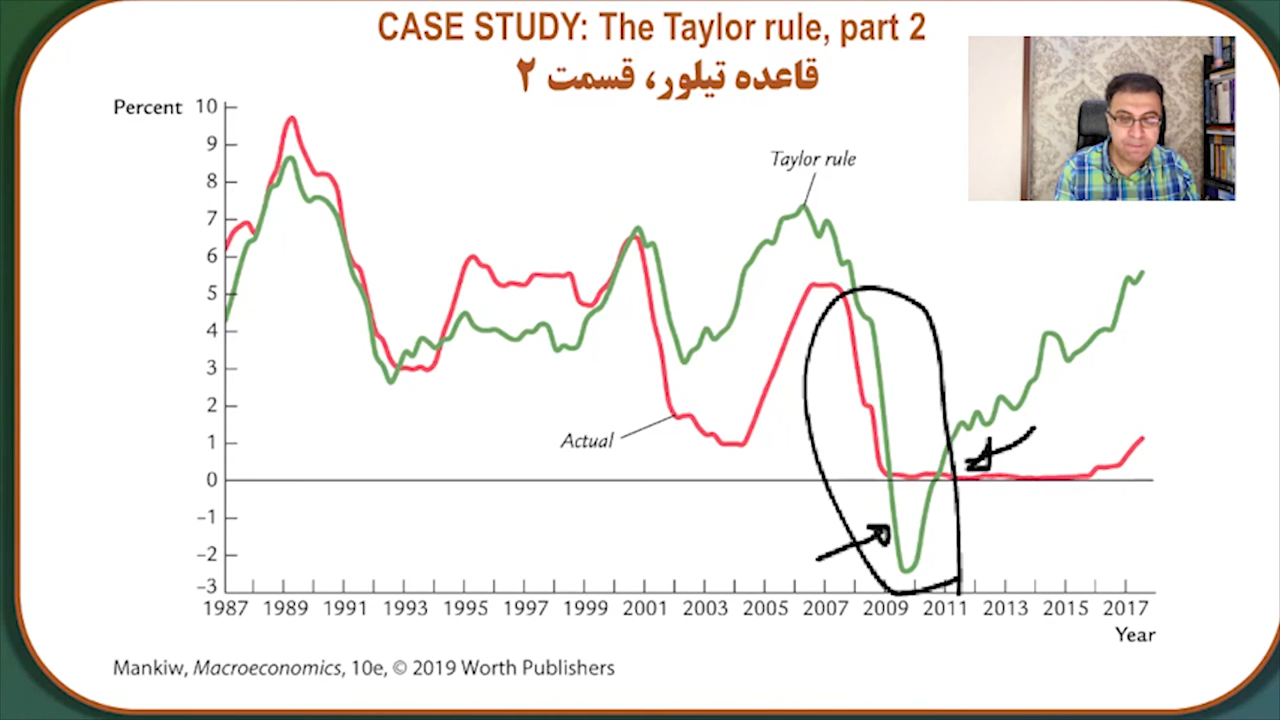 CASE STUDY: The Taylor rule, part 2
قاعده تیلور، قسمت ۲
Percent
10
9
8
7
6
5
4
3
2
1
0
–1
–2
–3
Taylor rule
Actual
1987 1989 1991 1993 1995 1997 1999 2001 2003 2005 2007 2009 2011 2013 2015 2017
Year
Mankiw, Macroeconomics, 10e, © 2019 Worth Publishers